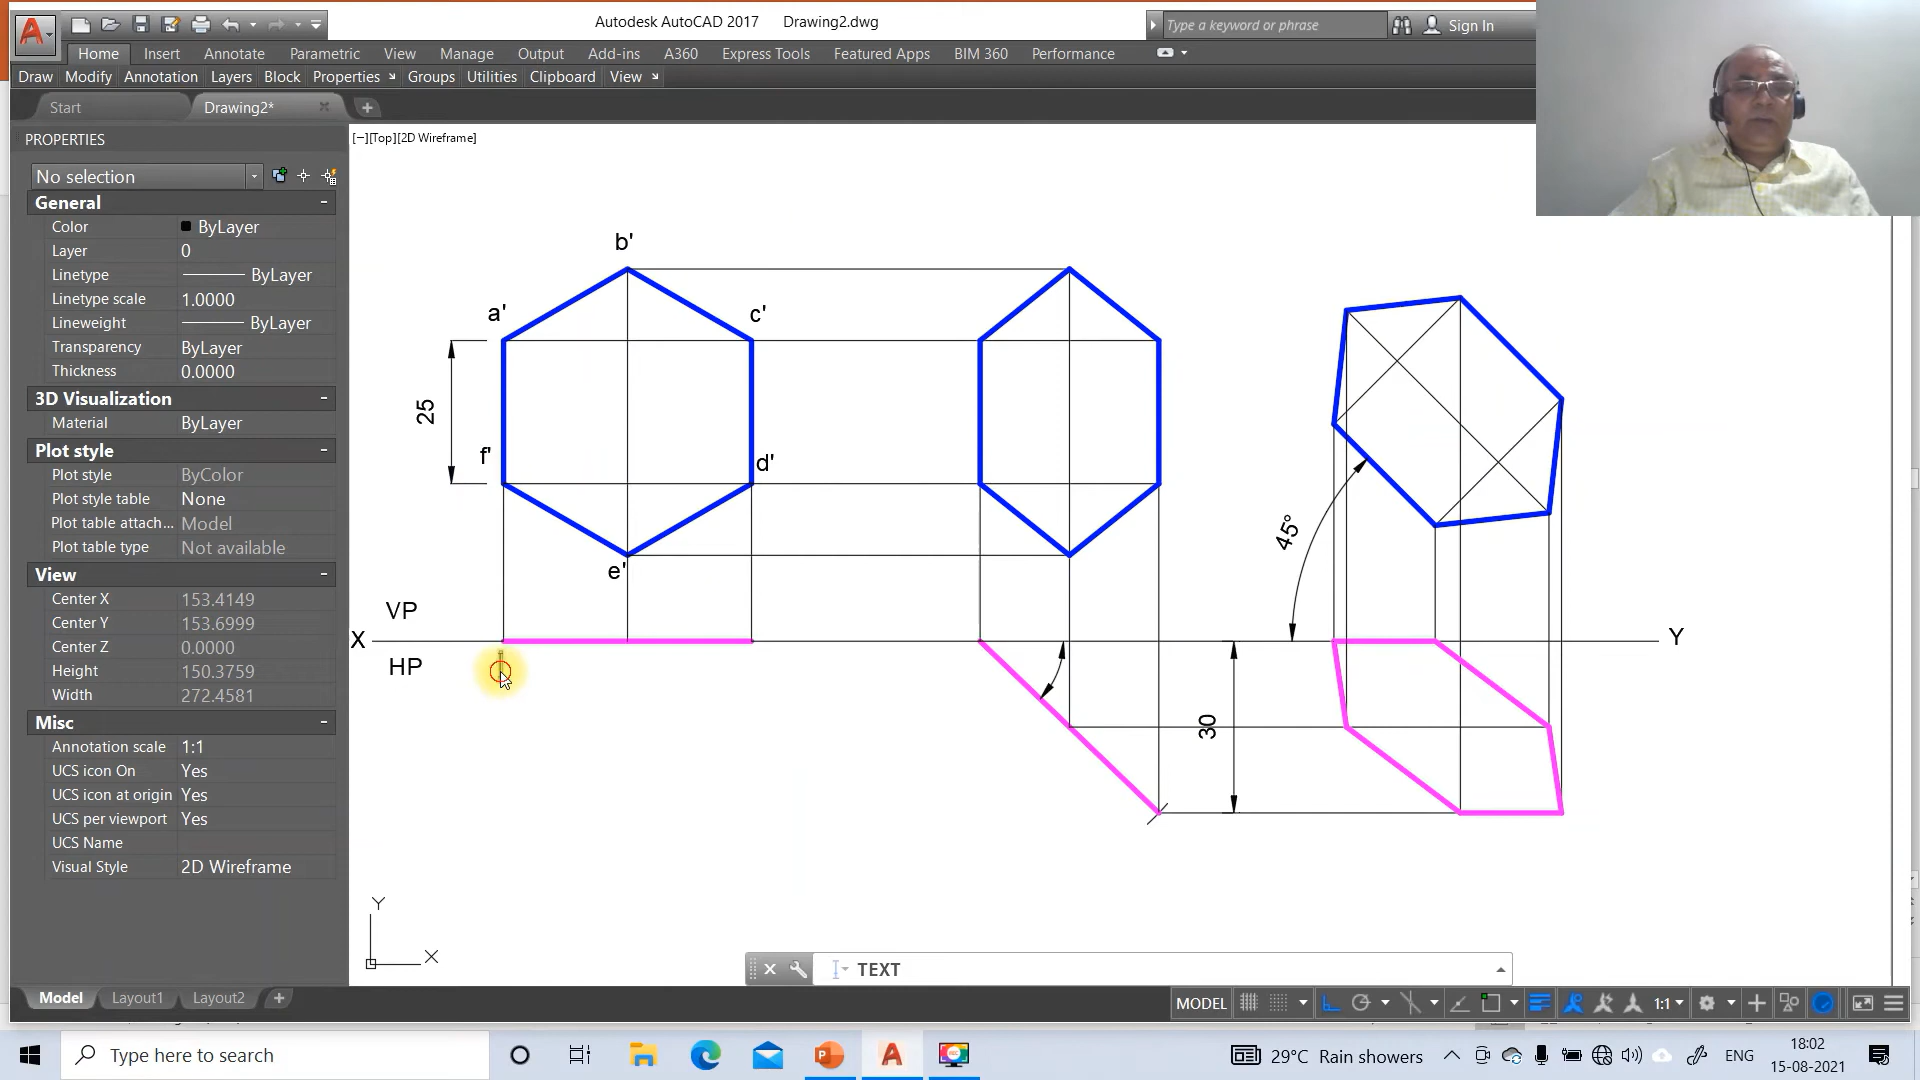 Autodesk AutoCAD 2017 Drawing2.dwg
Type a keyword or phrase
Sign In
Home Insert Annotate Parametric View Manage Output Add-ins A360 Express Tools Featured Apps BIM 360 Performance
Draw Modify Annotation Layers Block Properties Groups Utilities Clipboard View
Start Drawing2*
PROPERTIES
[−][Top][2D Wireframe]
No selection
General
Color ByLayer
Layer 0
Linetype ByLayer
Linetype scale 1.0000
Lineweight ByLayer
Transparency ByLayer
Thickness 0.0000
3D Visualization
Material ByLayer
Plot style
Plot style ByColor
Plot style table None
Plot table attach... Model
Plot table type Not available
View
Center X 153.4149
Center Y 153.6999
Center Z 0.0000
Height 150.3759
Width 272.4581
Misc
Annotation scale 1:1
UCS icon On Yes
UCS icon at origin Yes
UCS per viewport Yes
UCS Name
Visual Style 2D Wireframe
b'
a'
c'
25
f'
d'
e'
45°
VP
X
Y
HP
30
Y
X
TEXT
Model Layout1 Layout2
MODEL
1:1
Type here to search
29°C Rain showers
ENG
18:02
15-08-2021